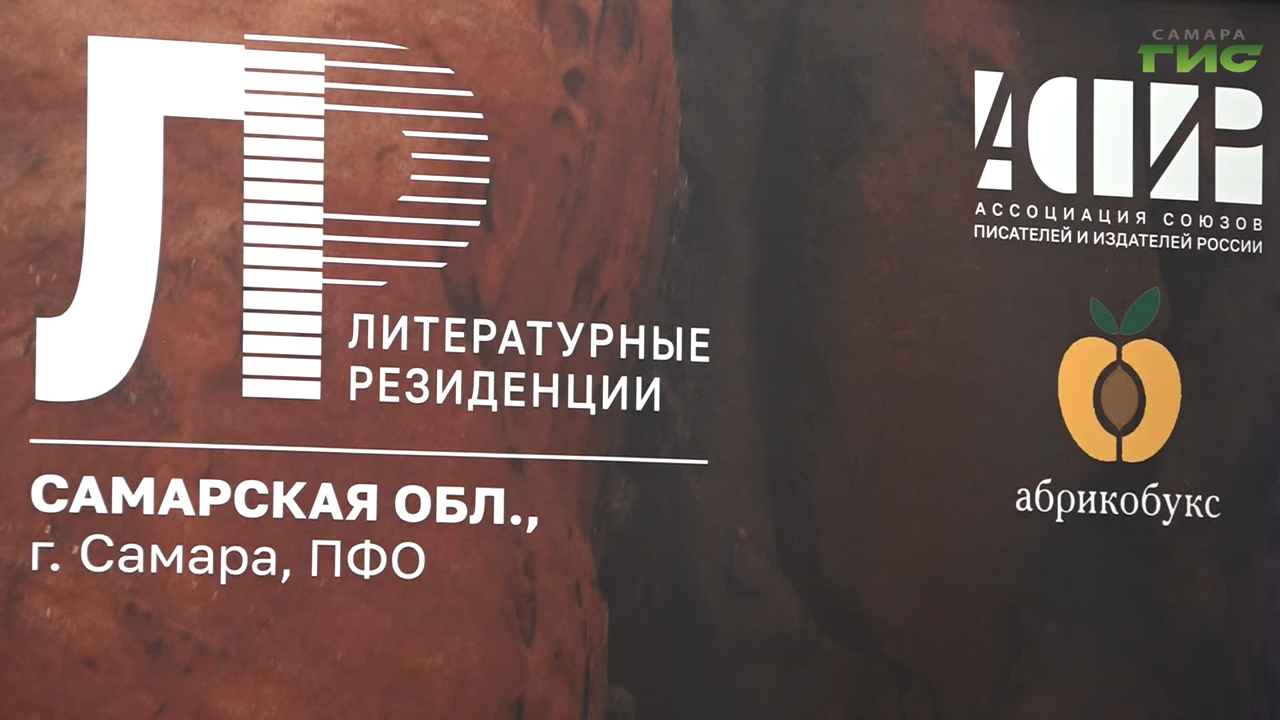 ЛР
ЛИТЕРАТУРНЫЕ
РЕЗИДЕНЦИИ
САМАРСКАЯ ОБЛ.,
г. Самара, ПФО
САМАРА
ГИС
АСПИР
АССОЦИАЦИЯ СОЮЗОВ
ПИСАТЕЛЕЙ И ИЗДАТЕЛЕЙ РОССИИ
абрикобукс